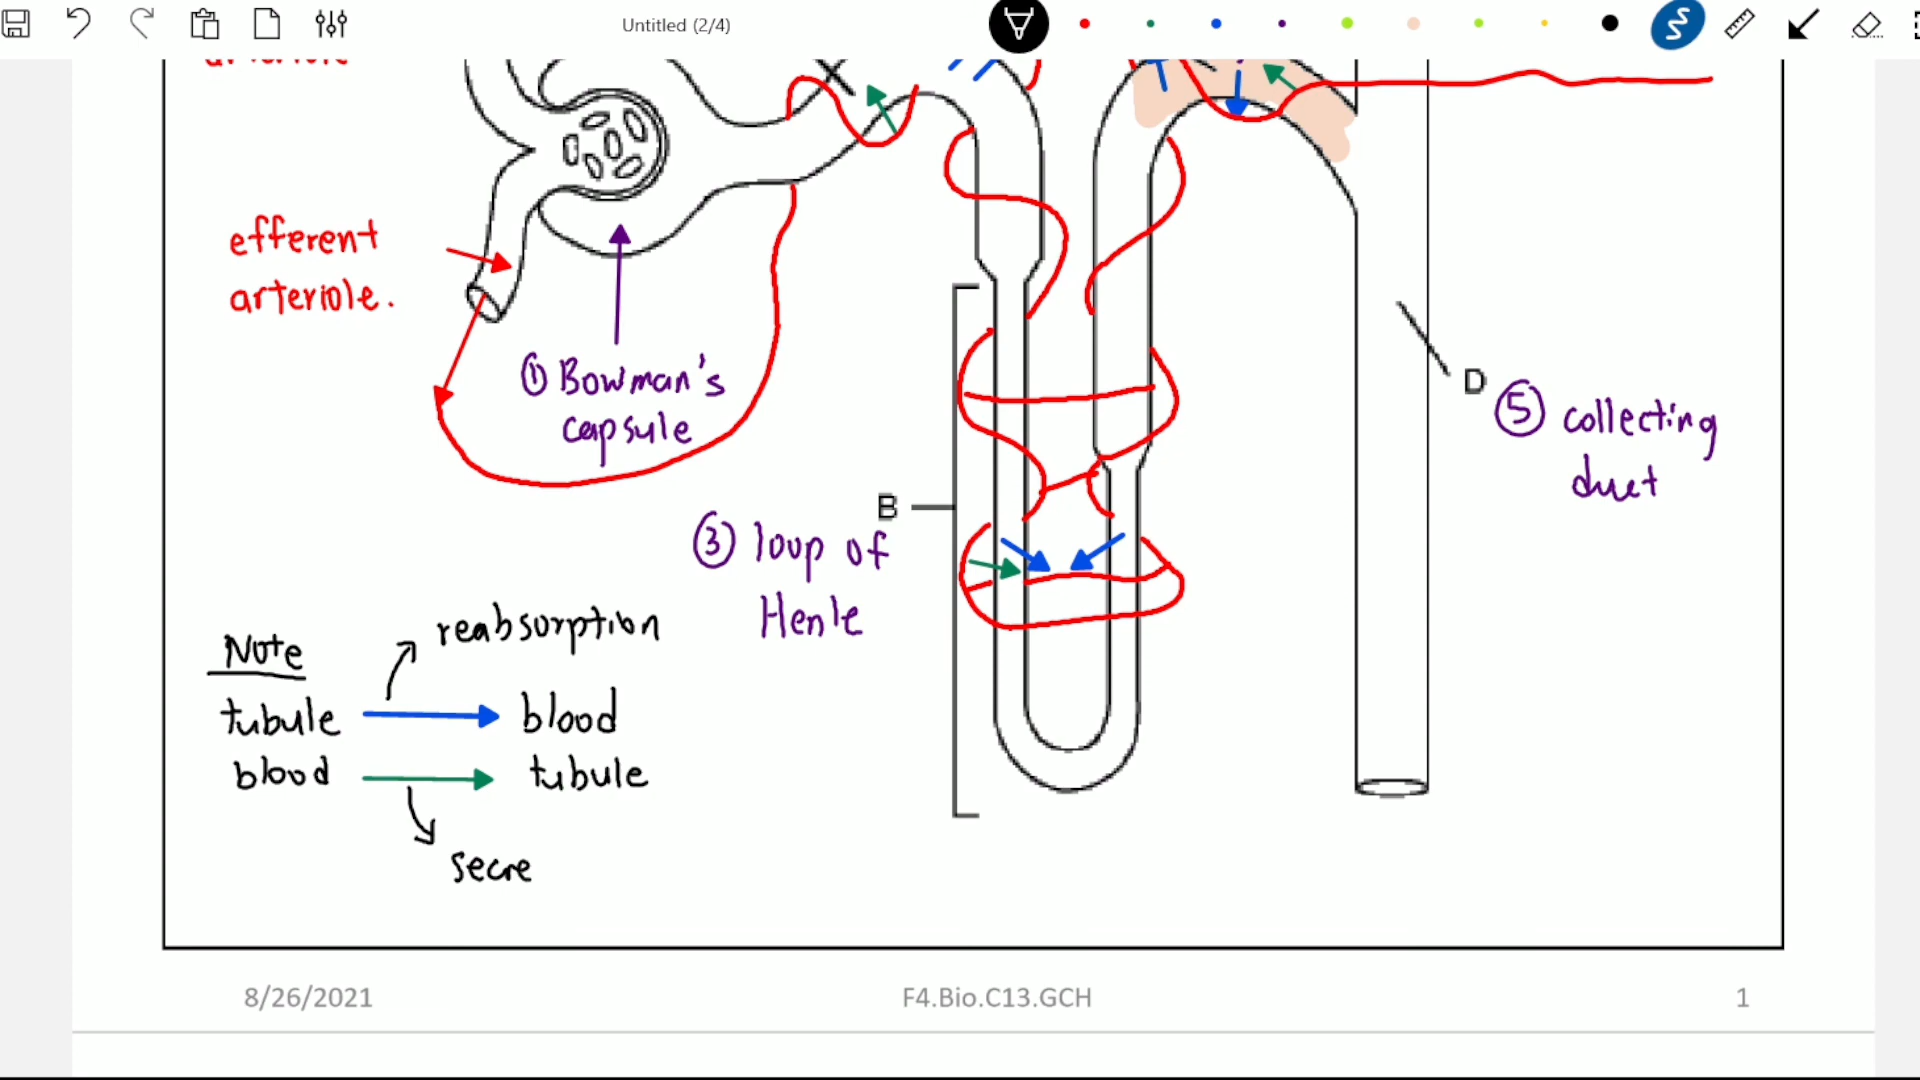 Untitled (2/4)
efferent
arteriole.
① Bowman's
capsule
D
⑤ collecting
duct
B
③ loop of
Henle
Note
reabsorption
tubule → blood
blood → tubule
secre
8/26/2021
F4.Bio.C13.GCH
1